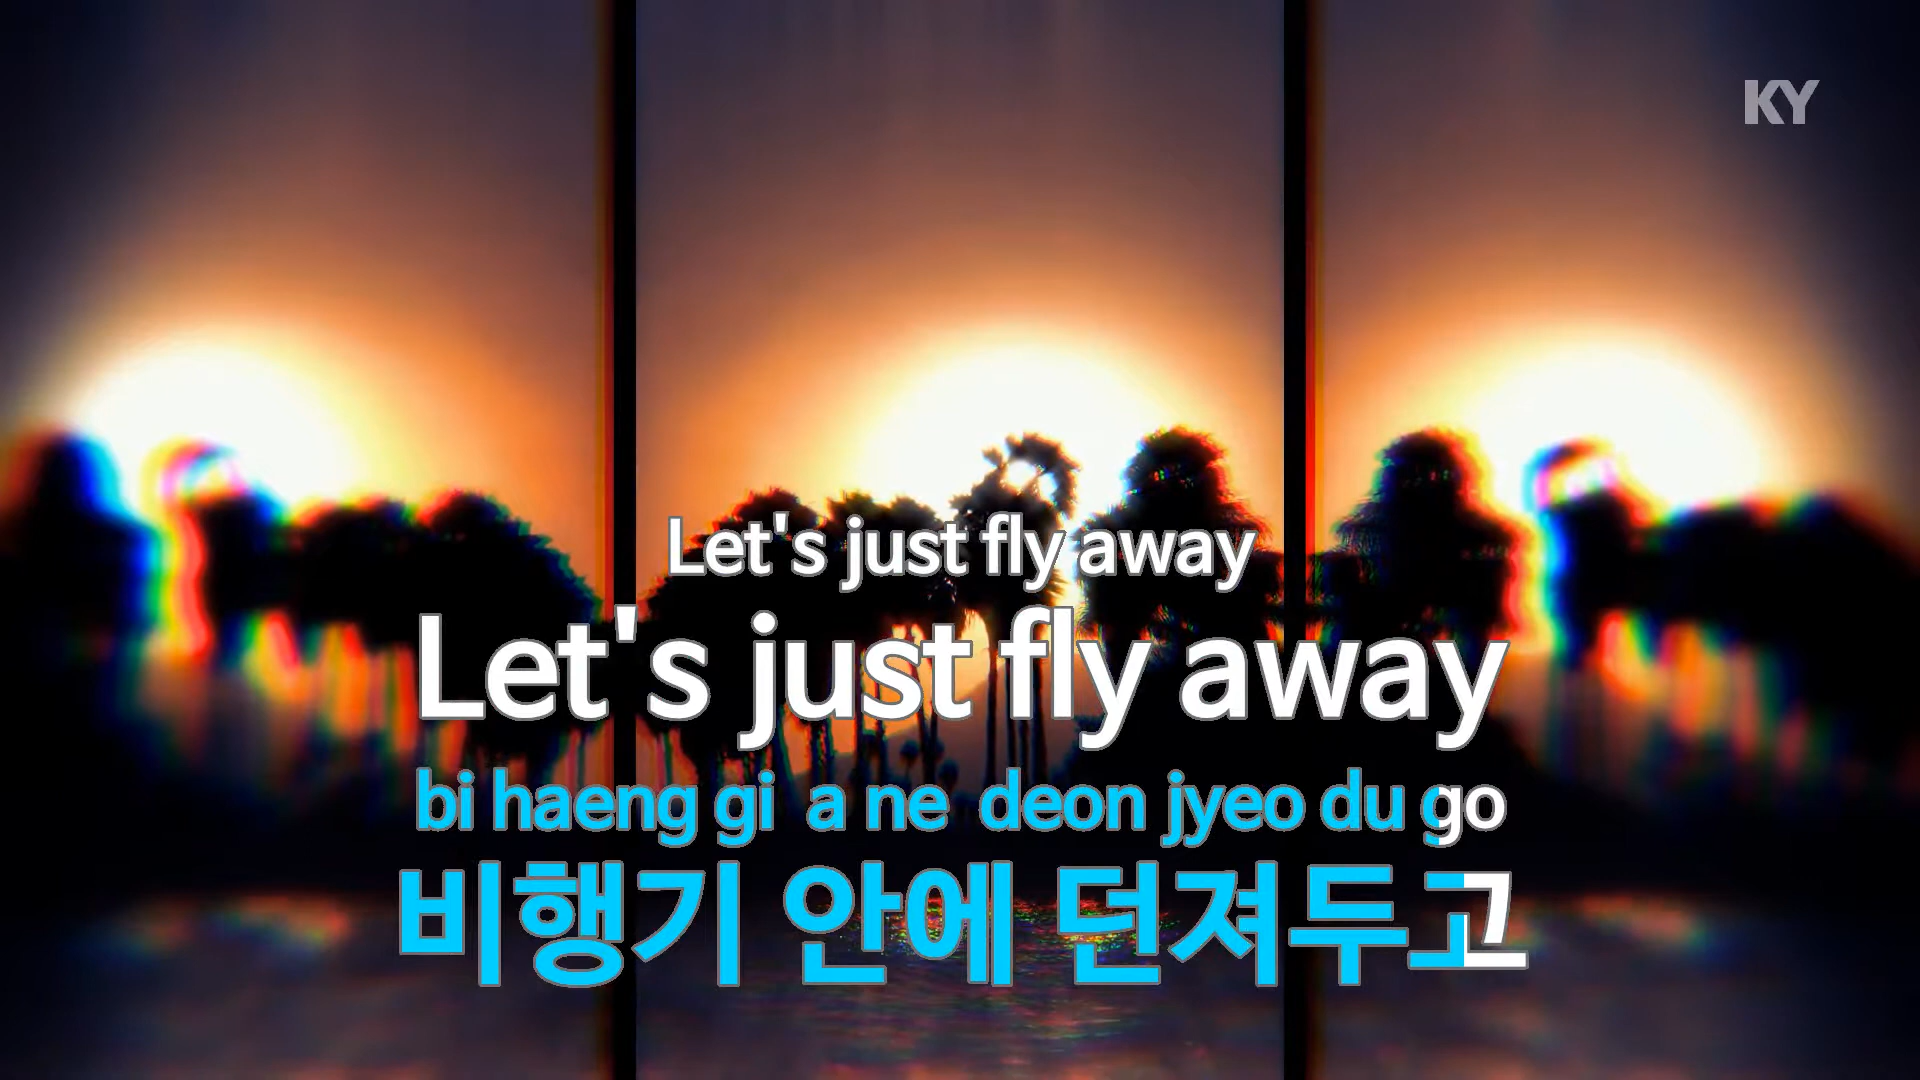 KY
Let's just fly away
Let's just fly away
bi haeng gi a ne deon jyeo du go
비행기 안에 던져두고